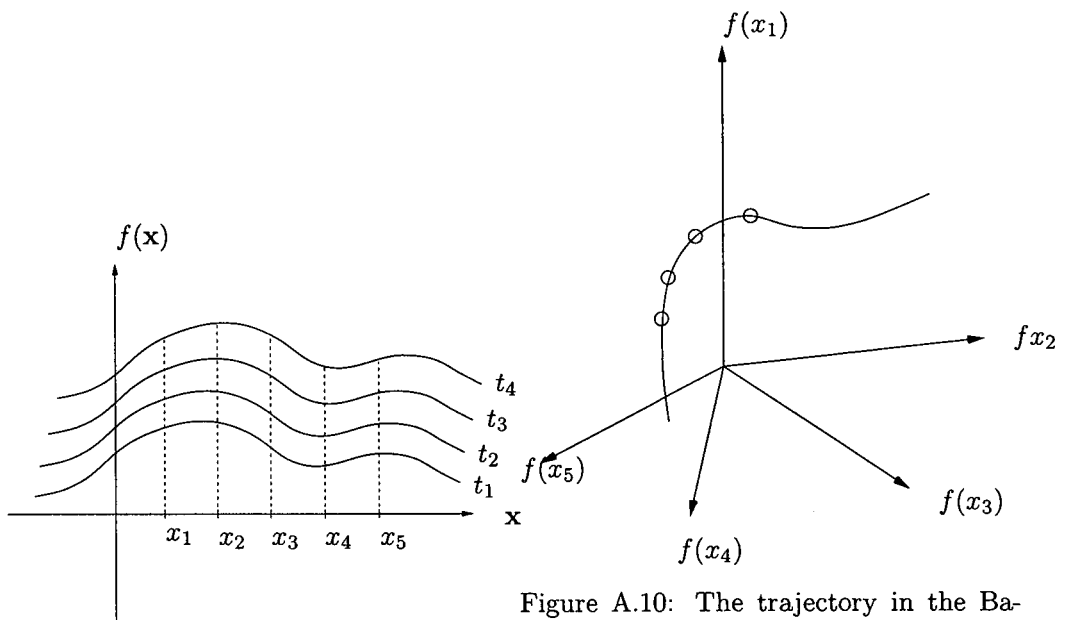 f(x)
t₄
t₃
t₂
t₁
x
x₁ x₂ x₃ x₄ x₅
f(x₁)
fx₂
f(x₃)
f(x₄)
f(x₅)
Figure A.10: The trajectory in the Ba-